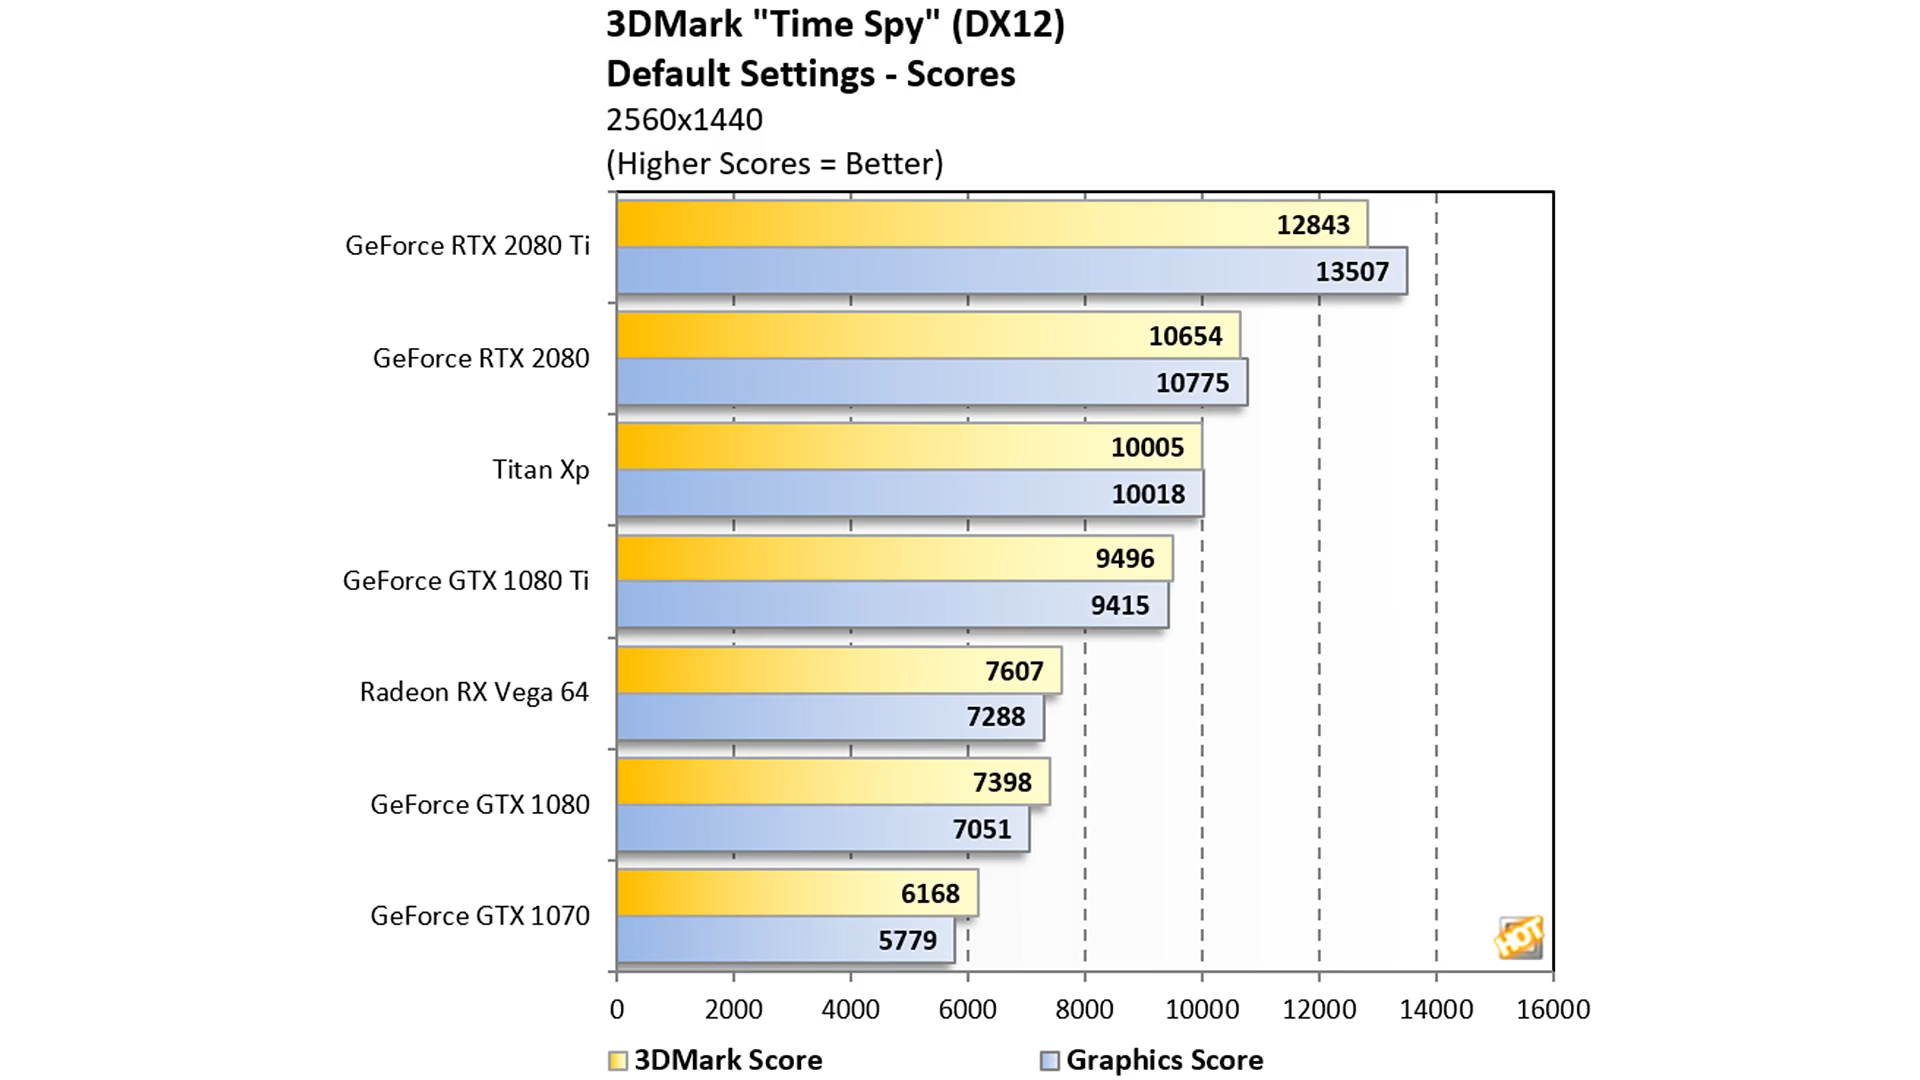 3DMark "Time Spy" (DX12)
Default Settings - Scores
2560x1440
(Higher Scores = Better)
GeForce RTX 2080 Ti
12843
13507
GeForce RTX 2080
10654
10775
Titan Xp
10005
10018
GeForce GTX 1080 Ti
9496
9415
Radeon RX Vega 64
7607
7288
GeForce GTX 1080
7398
7051
GeForce GTX 1070
6168
5779
HOT
0 2000 4000 6000 8000 10000 12000 14000 16000
3DMark Score Graphics Score